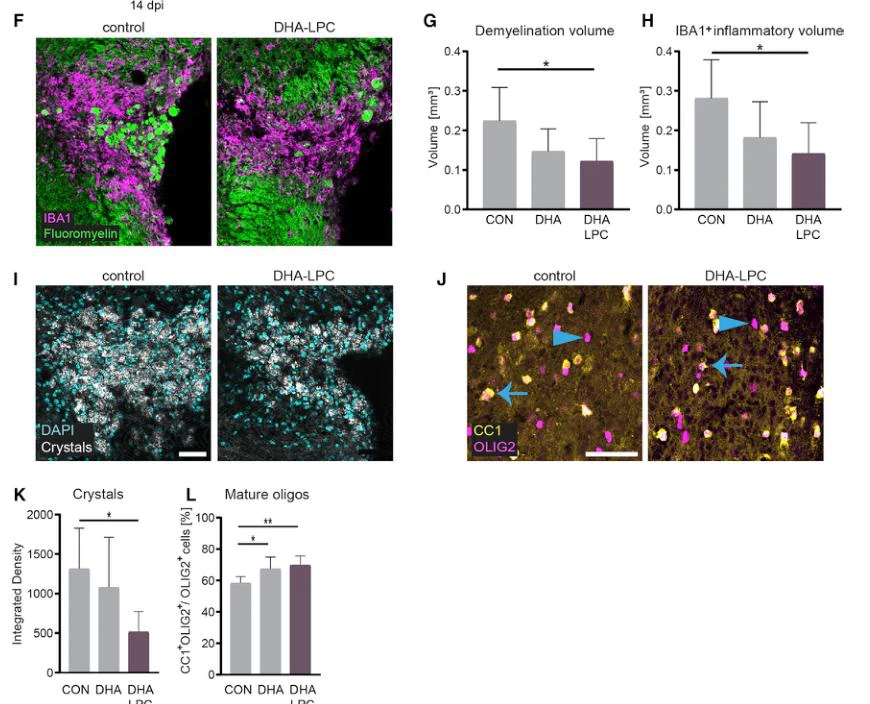 14 dpi
F
control
DHA-LPC
IBA1
Fluoromyelin
G
Demyelination volume
Volume [mm³]
0.4
0.3
0.2
0.1
0.0
*
CON
DHA
DHA
LPC
H
IBA1⁺inflammatory volume
Volume [mm³]
0.4
0.3
0.2
0.1
0.0
*
CON
DHA
DHA
LPC
I
control
DHA-LPC
DAPI
Crystals
J
control
DHA-LPC
CC1
OLIG2
K
Crystals
Integrated Density
2000
1500
1000
500
0
*
CON
DHA
DHA
LPC
L
Mature oligos
CC1⁺OLIG2⁺/ OLIG2⁺ cells [%]
100
80
60
40
20
0
**
*
CON
DHA
DHA
LPC